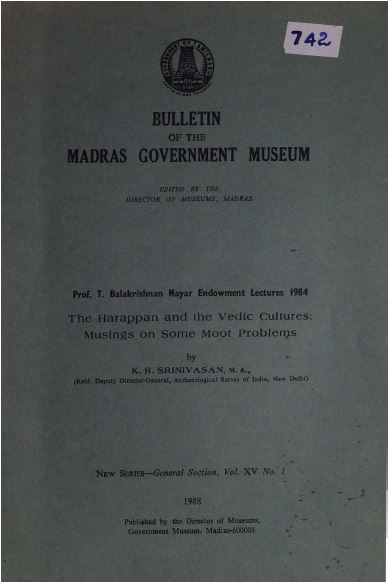 GOVERNMENT OF TAMILNADU
742
BULLETIN
OF THE
MADRAS GOVERNMENT MUSEUM
EDITED BY THE
DIRECTOR OF MUSEUMS, MADRAS
Prof. T. Balakrishnan Nayar Endowment Lectures 1984
The Harappan and the Vedic Cultures:
Musings on Some Moot Problems
by
K. R. SRINIVASAN, M. A.,
(Retd. Deputy Director-General, Archaeological Survey of India, New Delhi)
NEW SERIES—General Section, Vol. XV No. 1
1988
Published by the Director of Museums,
Government Museum, Madras-600008